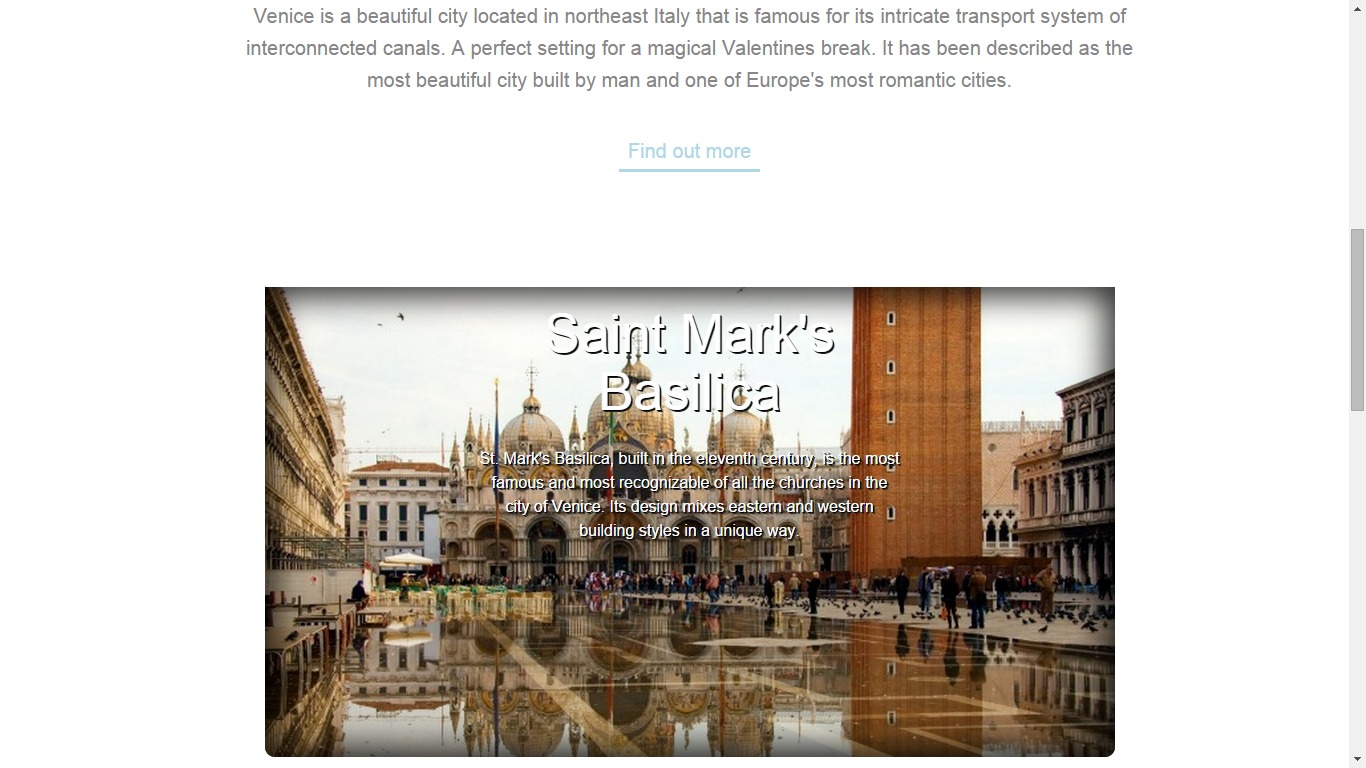 Venice is a beautiful city located in northeast Italy that is famous for its intricate transport system of
interconnected canals. A perfect setting for a magical Valentines break. It has been described as the
most beautiful city built by man and one of Europe's most romantic cities.
Find out more
Saint Mark's
Basilica
St. Mark's Basilica, built in the eleventh century, is the most
famous and most recognizable of all the churches in the
city of Venice. Its design mixes eastern and western
building styles in a unique way.